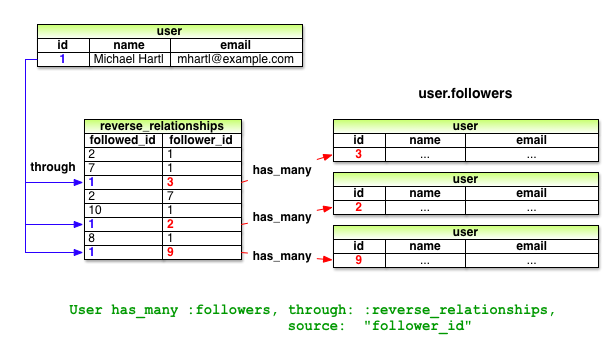 user
id name email
1 Michael Hartl mhartl@example.com
user.followers
reverse_relationships
followed_id follower_id
2 1
7 1
1 3
2 7
10 1
1 2
8 1
1 9
through
has_many
has_many
has_many
user
id name email
3 ... ...
user
id name email
2 ... ...
user
id name email
9 ... ...
User has_many :followers, through: :reverse_relationships,
source: "follower_id"